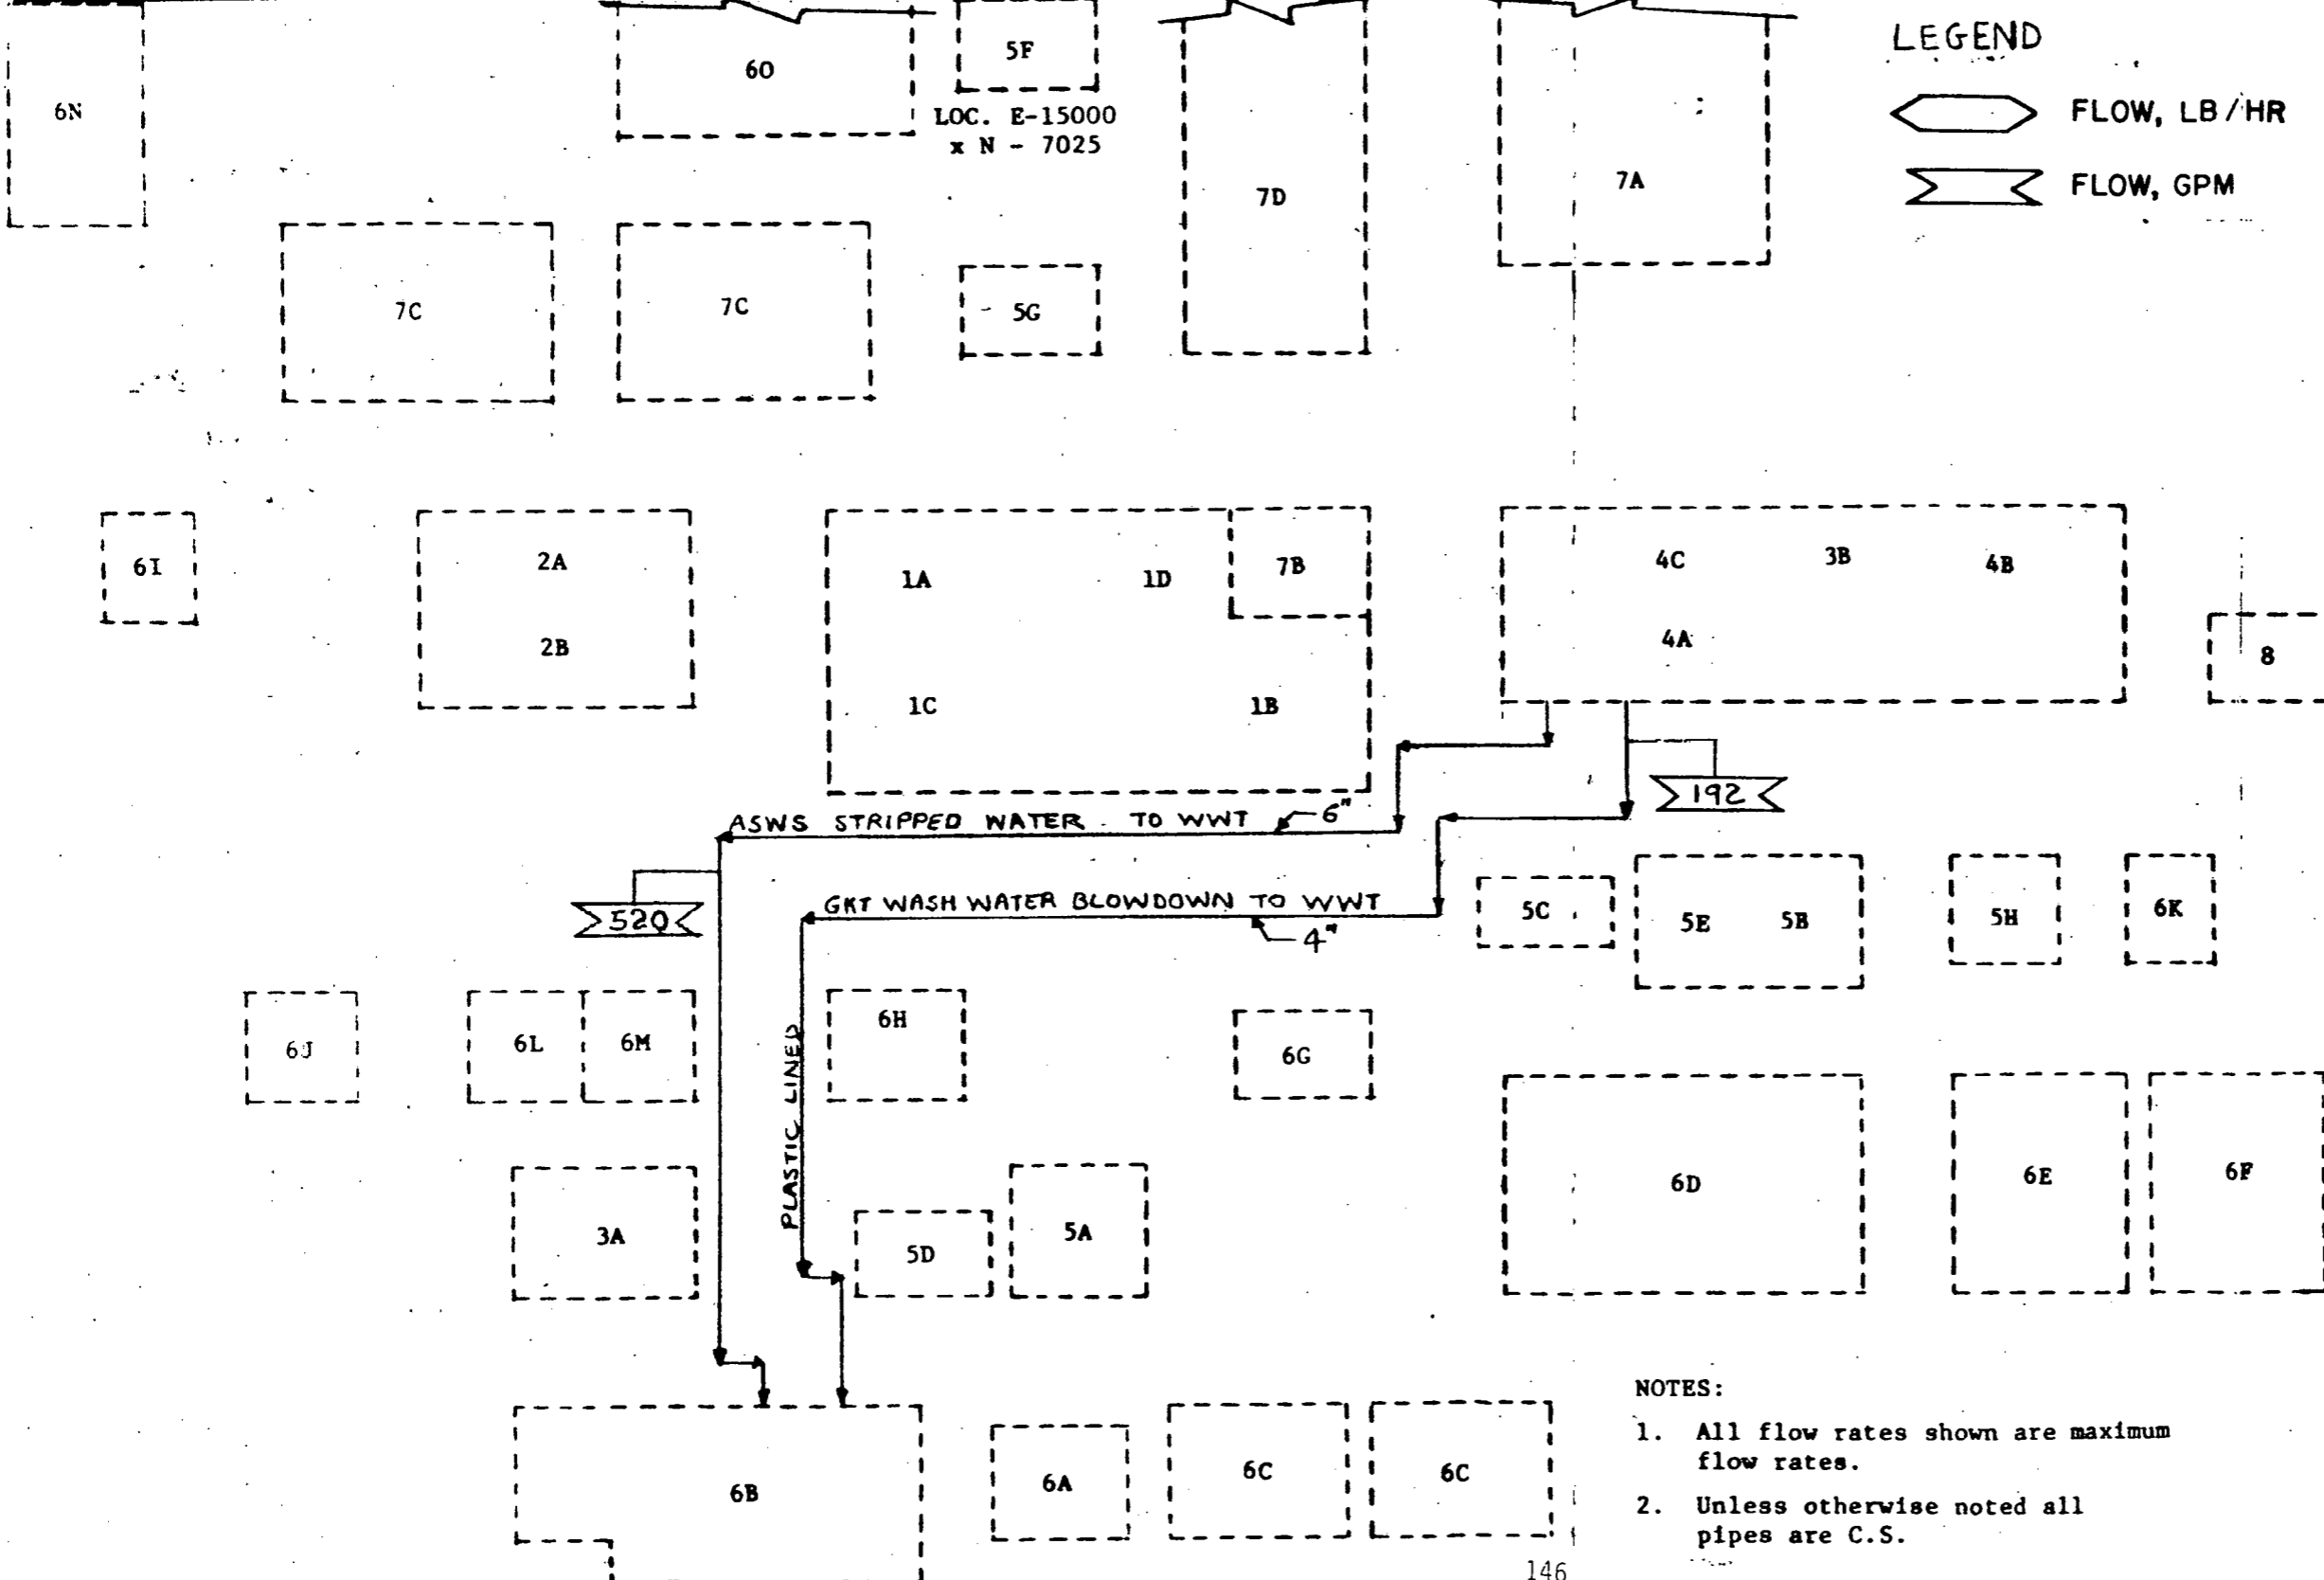 LEGEND
FLOW, LB/HR
FLOW, GPM
6N
6O
5F
LOC. E-15000
x N - 7025
7D
7A
7C
7C
5G
6I
2A
2B
1A
1D
7B
1C
1B
4C
3B
4B
4A
8
192
ASWS STRIPPED WATER TO WWT
6"
520
GKT WASH WATER BLOWDOWN TO WWT
4"
5C
5E
5B
5H
6K
6J
6L
6M
PLASTIC LINED
6H
6G
3A
5D
5A
6D
6E
6F
6B
6A
6C
6C
NOTES:
1. All flow rates shown are maximum
flow rates.
2. Unless otherwise noted all
pipes are C.S.
146